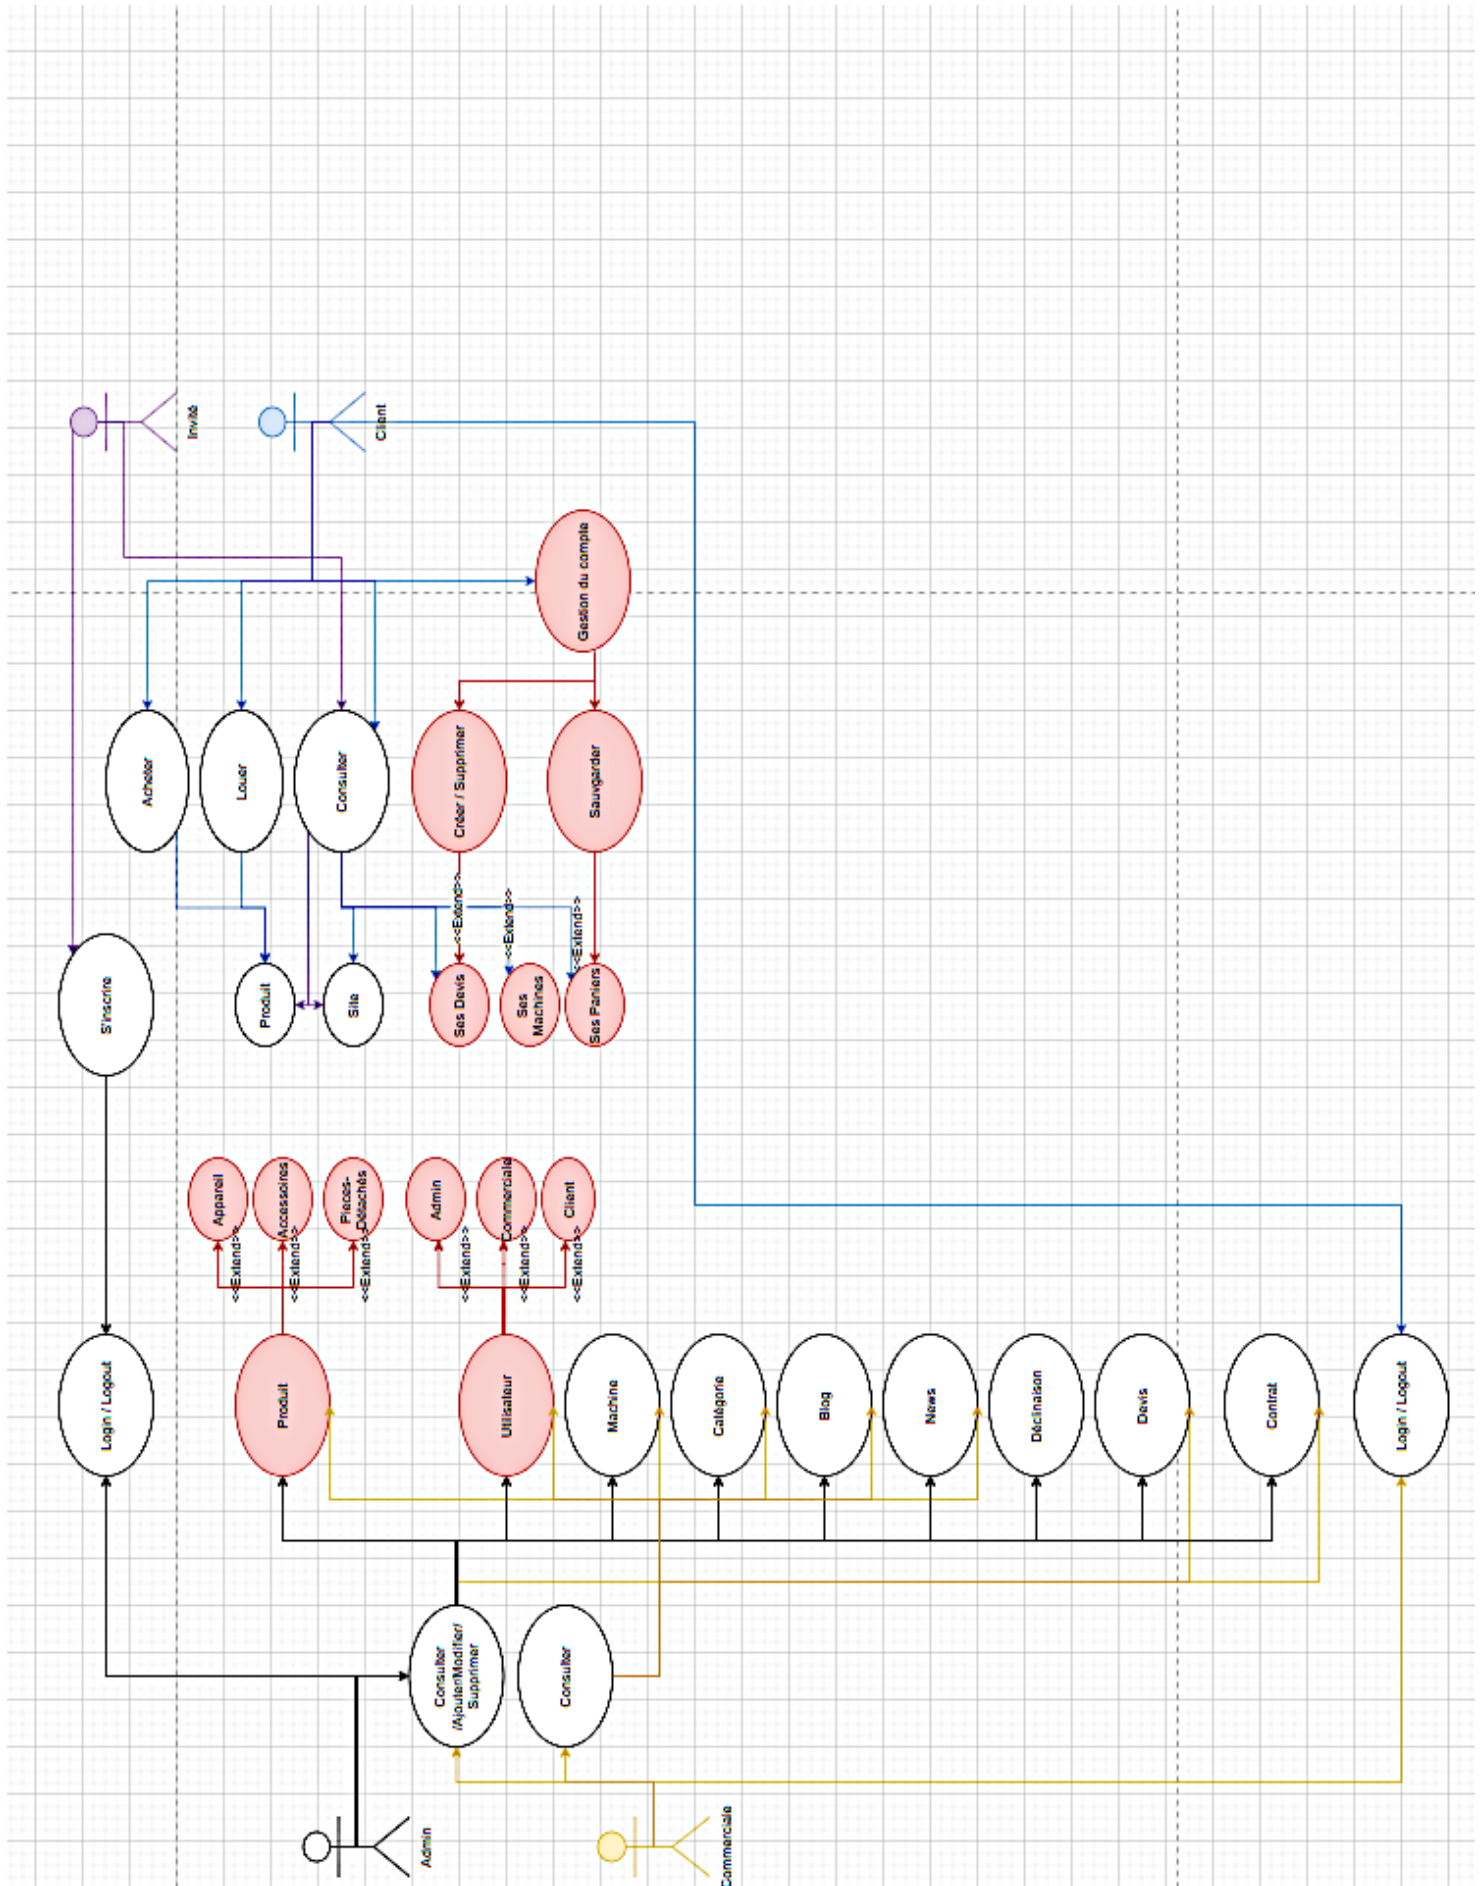 Login / Logout
S'inscrire
Acheter
Invité
Appareil
<<Extend>>
Louer
Produit
Accessoires
<<Extend>>
Produit
Consulter
Pieces-
Détachés
<<Extend>>
Site
Client
Admin
Consulter
/Ajouter/Modifier/
Supprimer
Admin
<<Extend>>
Ses Devis
<<Extend>>
Créer / Supprimer
Utilisateur
Commerciale
<<Extend>>
Ses
Machines
<<Extend>>
Consulter
Client
<<Extend>>
Ses Paniers
<<Extend>>
Sauvgarder
Gestion du compte
Machine
Catégorie
Commerciale
Blog
News
Déclinaison
Devis
Contrat
Login / Logout